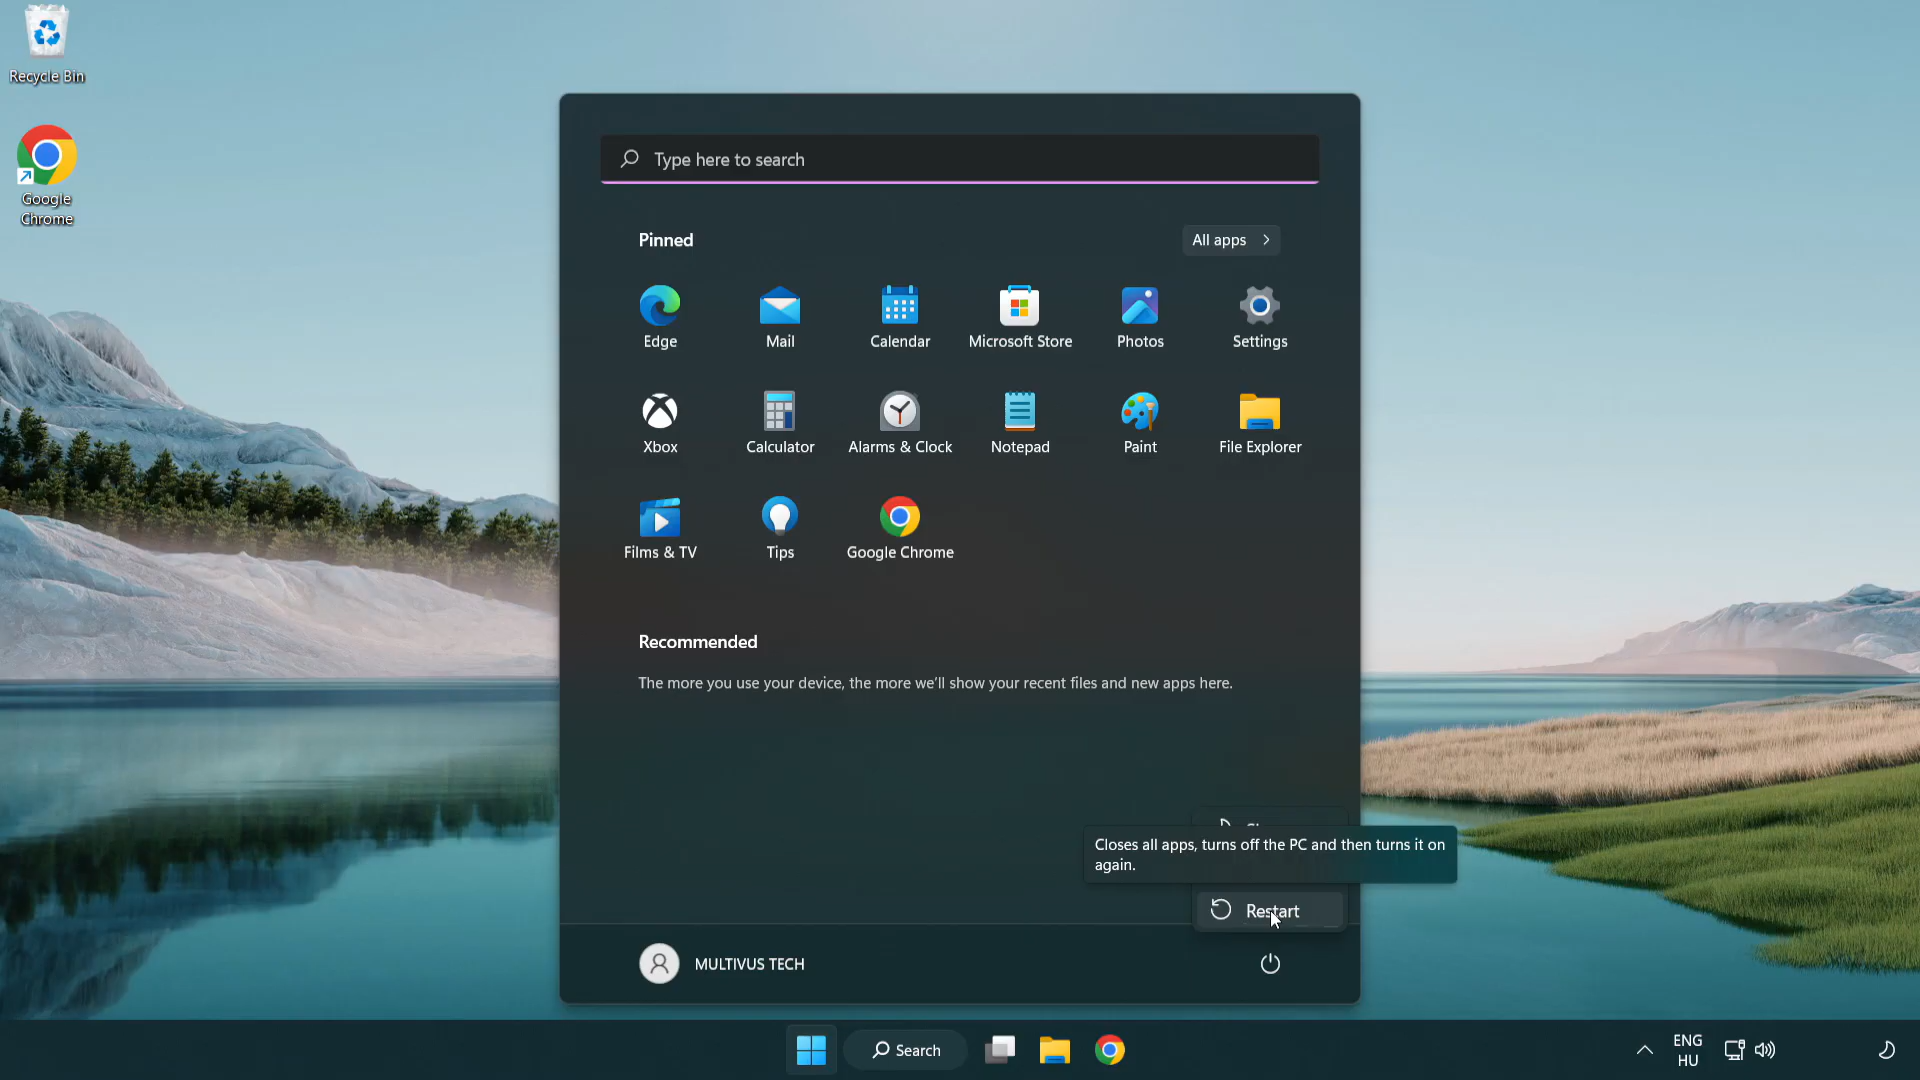 Recycle Bin
Google
Chrome
Type here to search
Pinned
All apps
Edge
Mail
Calendar
Microsoft Store
Photos
Settings
Xbox
Calculator
Alarms & Clock
Notepad
Paint
File Explorer
Films & TV
Tips
Google Chrome
Recommended
The more you use your device, the more we'll show your recent files and new apps here.
Closes all apps, turns off the PC and then turns it on
again.
Restart
MULTIVUS TECH
Search
ENG
HU